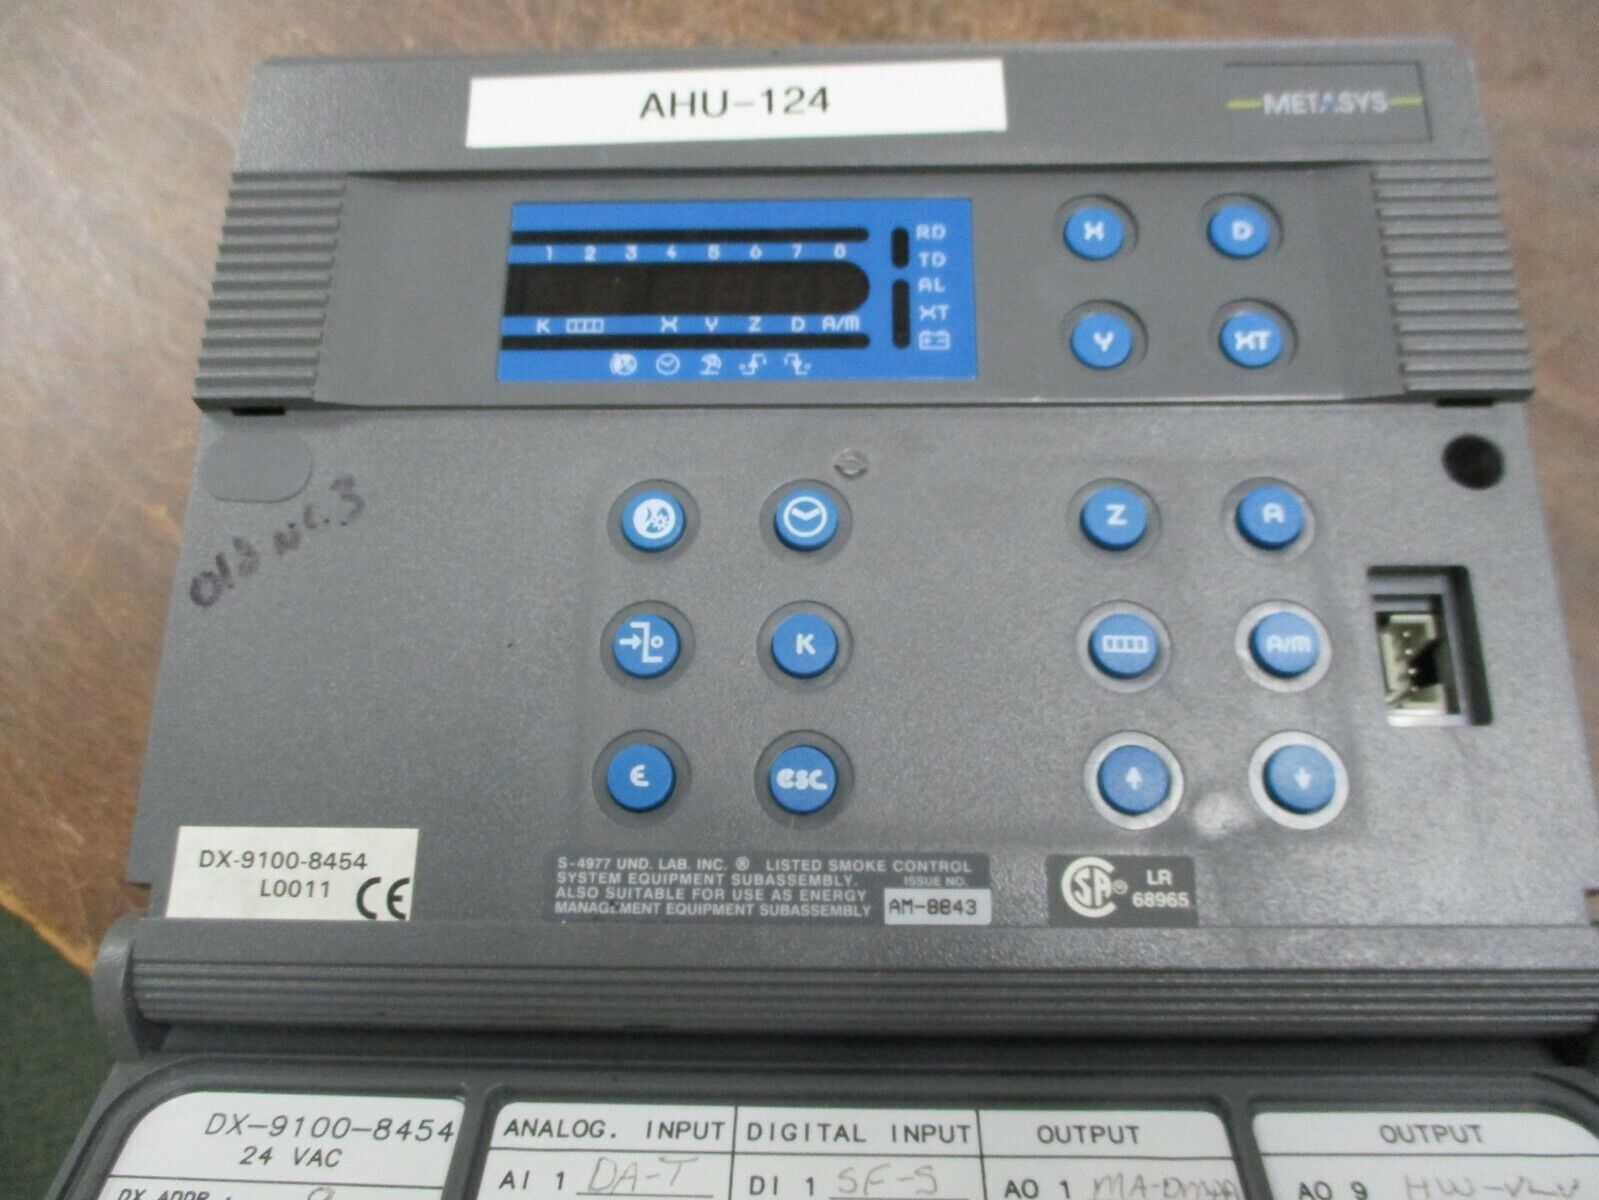 AHU-124
METASYS
RD
1 2 3 4 5 6 7 8
TD
AL
XT
K X Y Z D A/M
X D
Y XT
Z A
K A/M
E esc
DX-9100-8454
L0011 CE
S-4977 UND. LAB. INC. ® LISTED SMOKE CONTROL
SYSTEM EQUIPMENT SUBASSEMBLY. ISSUE NO.
ALSO SUITABLE FOR USE AS ENERGY
MANAGEMENT EQUIPMENT SUBASSEMBLY AM-8843
SA® LR
68965
DX-9100-8454
24 VAC
DX ADDR :
ANALOG. INPUT
AI 1 DA-T
DIGITAL INPUT
DI 1 SF-S
OUTPUT
AO 1
OUTPUT
AO 9